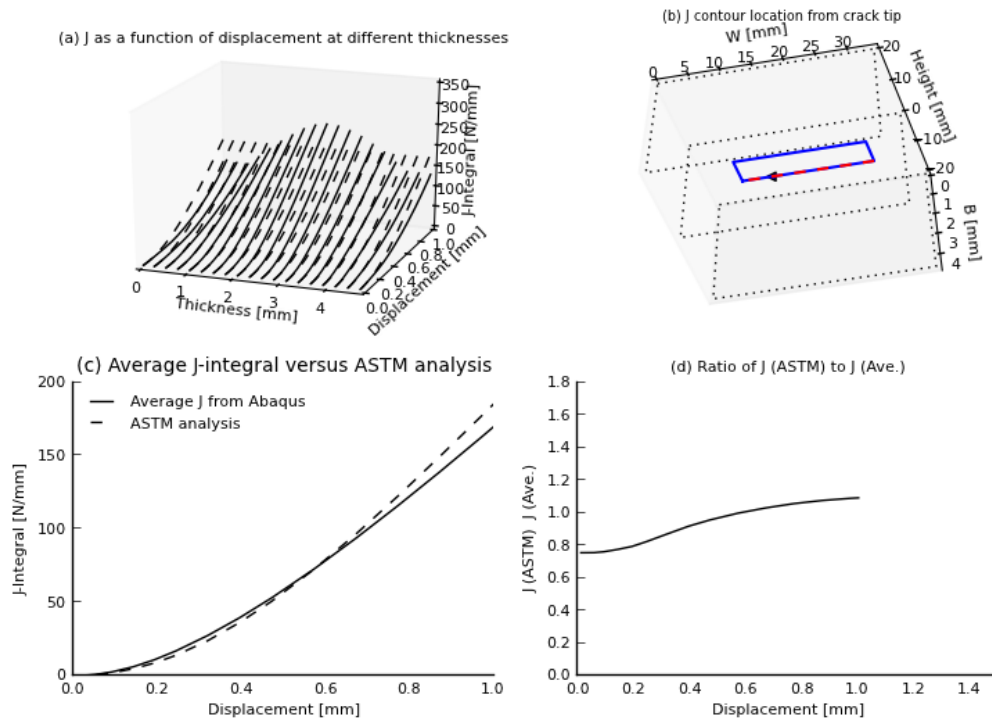 (a) J as a function of displacement at different thicknesses
350
300
250
200
150
100
50
0
J-Integral [N/mm]
0
1
2
3
4
Thickness [mm]
0.0
0.2
0.4
0.6
0.8
1.0
Displacement [mm]
(b) J contour location from crack tip
W [mm]
0
5
10
15
20
25
30
20
10
0
10
20
Height [mm]
0
1
2
3
4
B [mm]
(c) Average J-integral versus ASTM analysis
200
150
100
50
0
J-Integral [N/mm]
Average J from Abaqus
ASTM analysis
0.0 0.2 0.4 0.6 0.8 1.0
Displacement [mm]
(d) Ratio of J (ASTM) to J (Ave.)
1.8
1.6
1.4
1.2
1.0
0.8
0.6
0.4
0.2
0.0
J (ASTM) J (Ave.)
0.0 0.2 0.4 0.6 0.8 1.0 1.2 1.4
Displacement [mm]